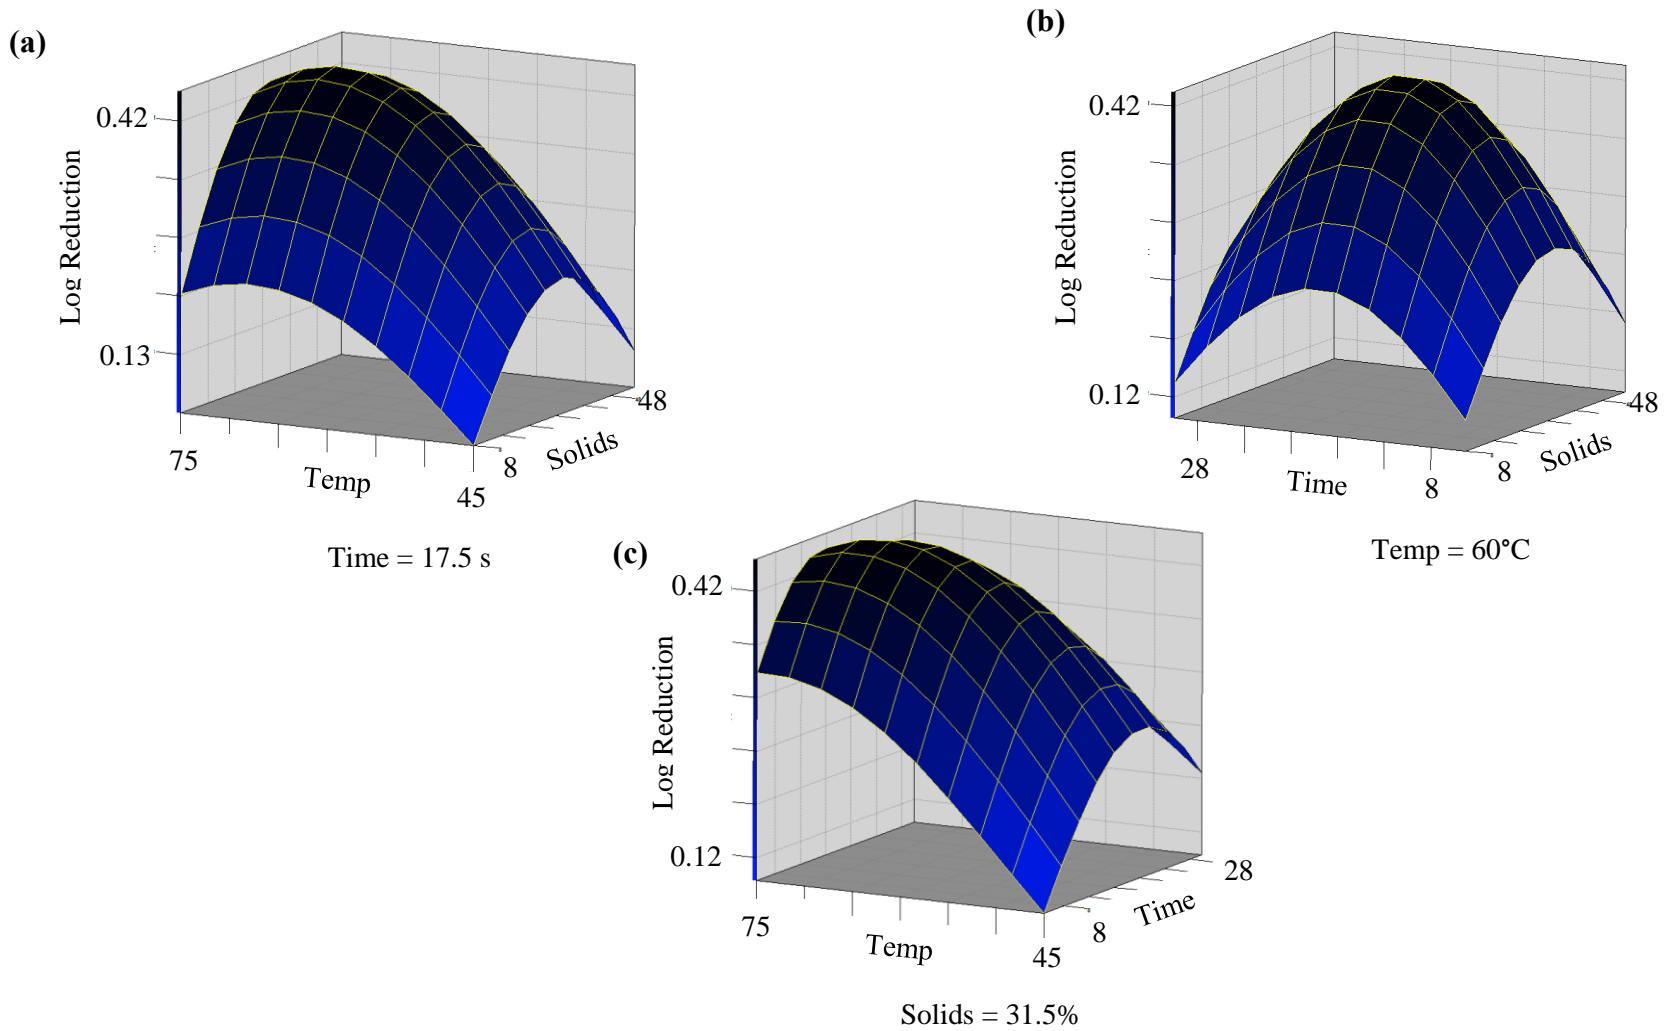 (a)
0.42
Log Reduction
0.13
75
Temp
45
8
Solids
48
Time = 17.5 s
(b)
0.42
Log Reduction
0.12
28
Time
8
8
Solids
48
Temp = 60°C
(c)
0.42
Log Reduction
0.12
75
Temp
45
8
Time
28
Solids = 31.5%